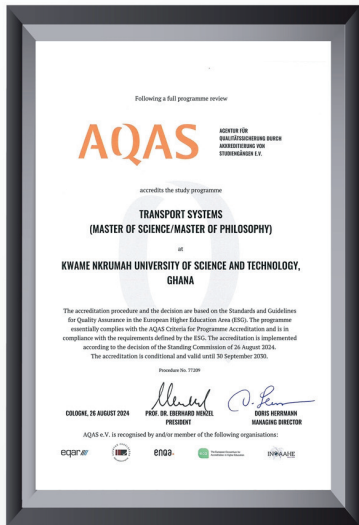 Following a full programme review
AQAS
AGENTUR FÜR
QUALITÄTSSICHERUNG DURCH
AKKREDITIERUNG VON
STUDIENGÄNGEN E.V.
accredits the study programme
TRANSPORT SYSTEMS
(MASTER OF SCIENCE/MASTER OF PHILOSOPHY)
at
KWAME NKRUMAH UNIVERSITY OF SCIENCE AND TECHNOLOGY,
GHANA
The accreditation procedure and the decision are based on the Standards and Guidelines
for Quality Assurance in the European Higher Education Area (ESG). The programme
essentially complies with the AQAS Criteria for Programme Accreditation and is in
compliance with the requirements defined by the ESG. The accreditation is implemented
according to the decision of the Standing Commission of 26 August 2024.
The accreditation is conditional and valid until 30 September 2030.
Procedure No. 77209
COLOGNE, 26 AUGUST 2024
PROF. DR. EBERHARD MENZEL
PRESIDENT
DORIS HERRMANN
MANAGING DIRECTOR
AQAS e.V. is recognised by and/or member of the following organisations:
eqar
enqa.
INQAAHE